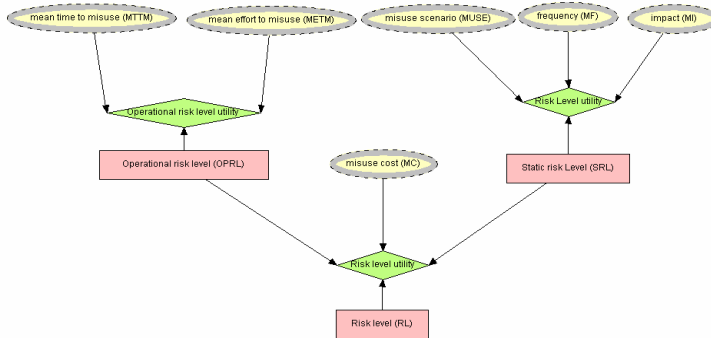 mean time to misuse (MTTM)
mean effort to misuse (METM)
misuse scenario (MUSE)
frequency (MF)
impact (MI)
Operational risk level utility
Risk Level utility
Operational risk level (OPRL)
misuse cost (MC)
Static risk Level (SRL)
Risk level utility
Risk level (RL)